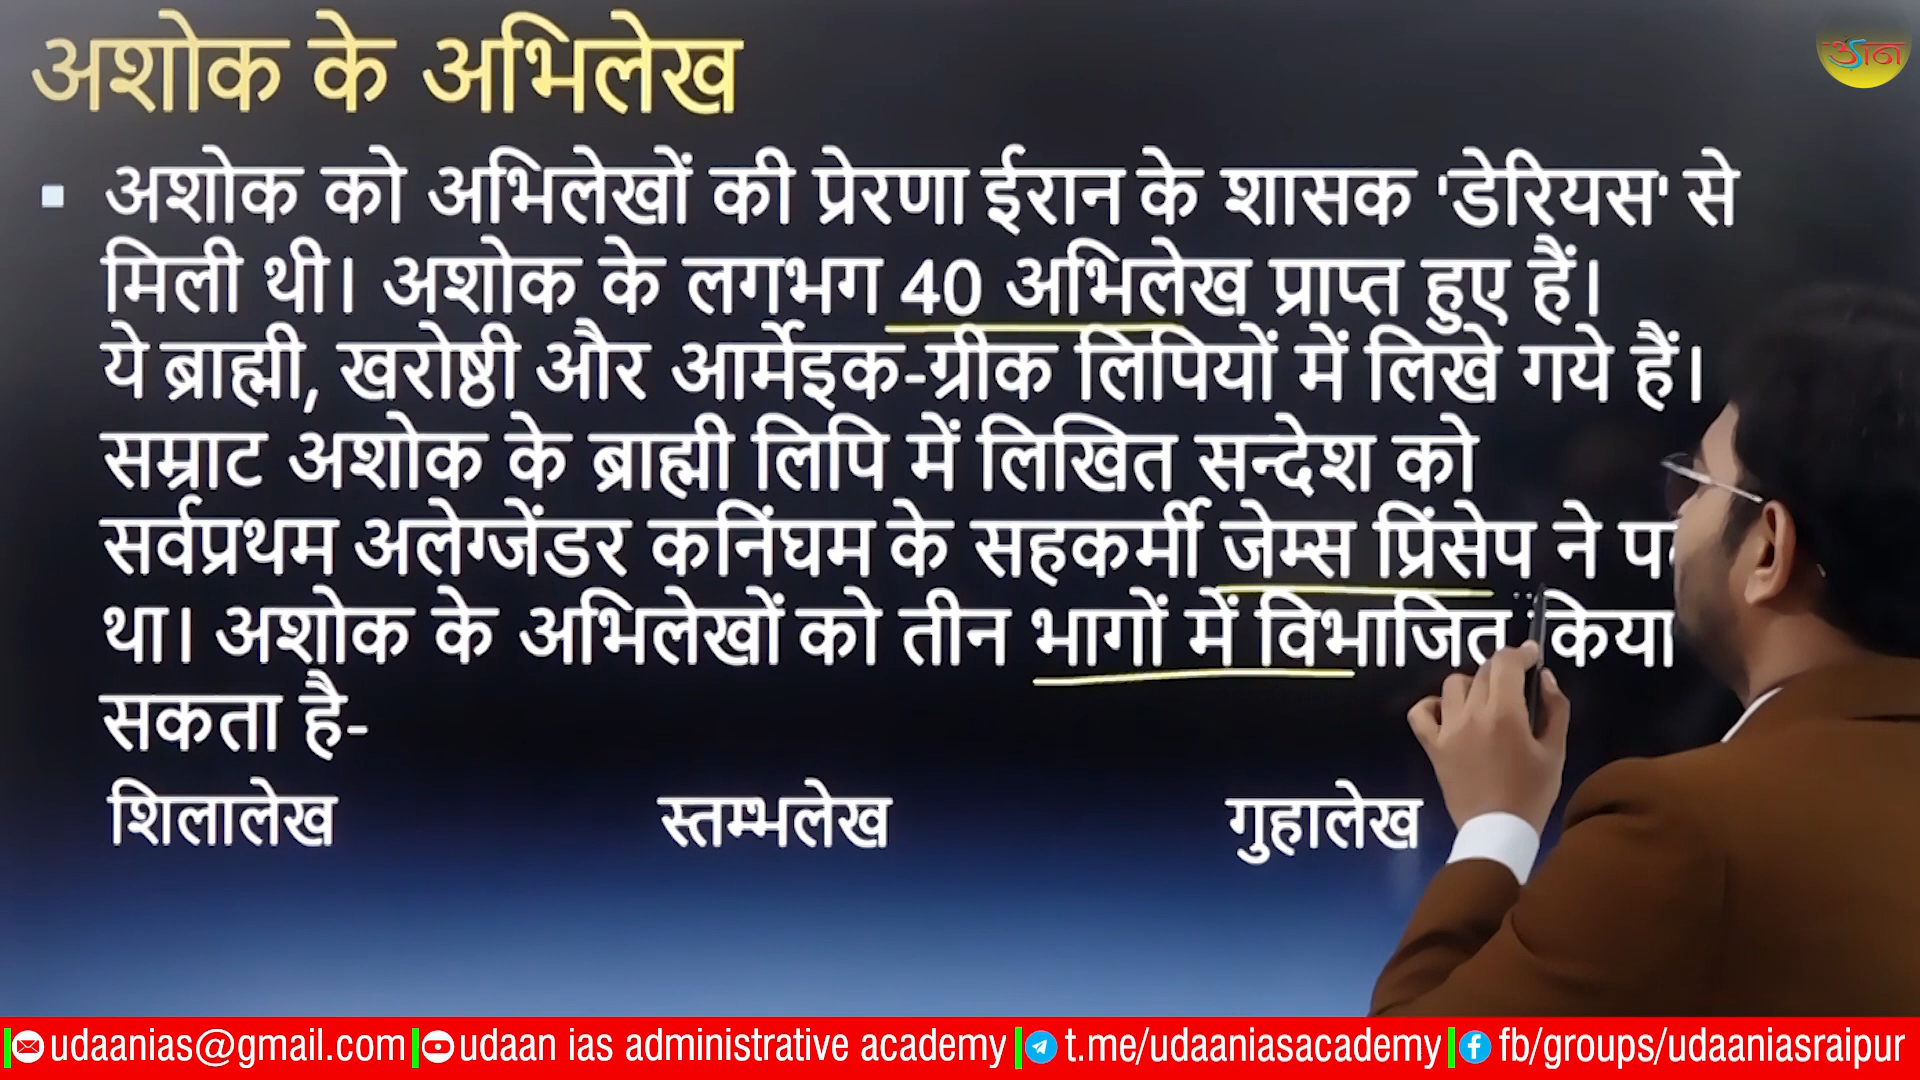 अशोक के अभिलेख
उड़ान
अशोक को अभिलेखों की प्रेरणा ईरान के शासक 'डेरियस' से
मिली थी। अशोक के लगभग 40 अभिलेख प्राप्त हुए हैं।
ये ब्राह्मी, खरोष्ठी और आर्मेइक-ग्रीक लिपियों में लिखे गये हैं।
सम्राट अशोक के ब्राह्मी लिपि में लिखित सन्देश को
सर्वप्रथम अलेग्जेंडर कनिंघम के सहकर्मी जेम्स प्रिंसेप ने
था। अशोक के अभिलेखों को तीन भागों में विभाजित किया
सकता है-
शिलालेख स्तम्भलेख गुहालेख
udaanias@gmail.com udaan ias administrative academy t.me/udaaniasacademy fb/groups/udaaniasraipur